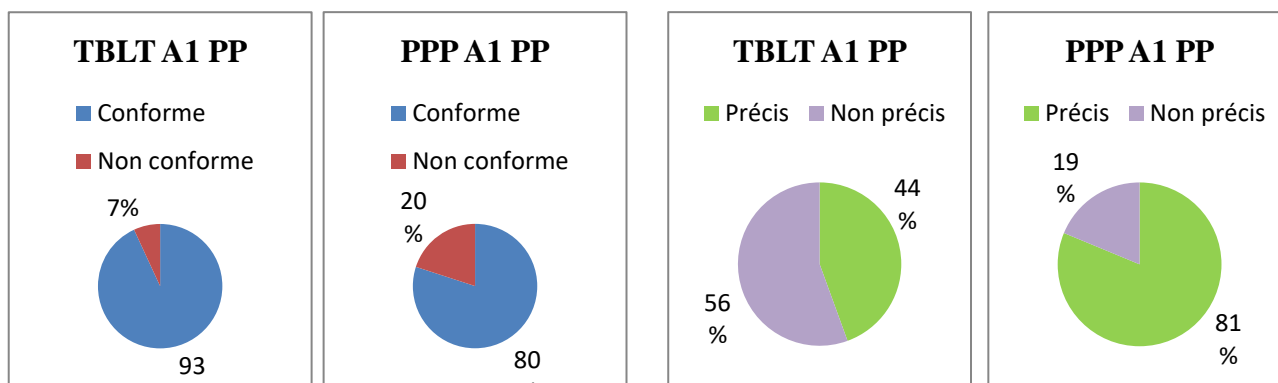 TBLT A1 PP
Conforme
Non conforme
7%
93
PPP A1 PP
Conforme
Non conforme
20
%
80
TBLT A1 PP
Précis Non précis
44
%
56
%
PPP A1 PP
Précis Non précis
19
%
81
%